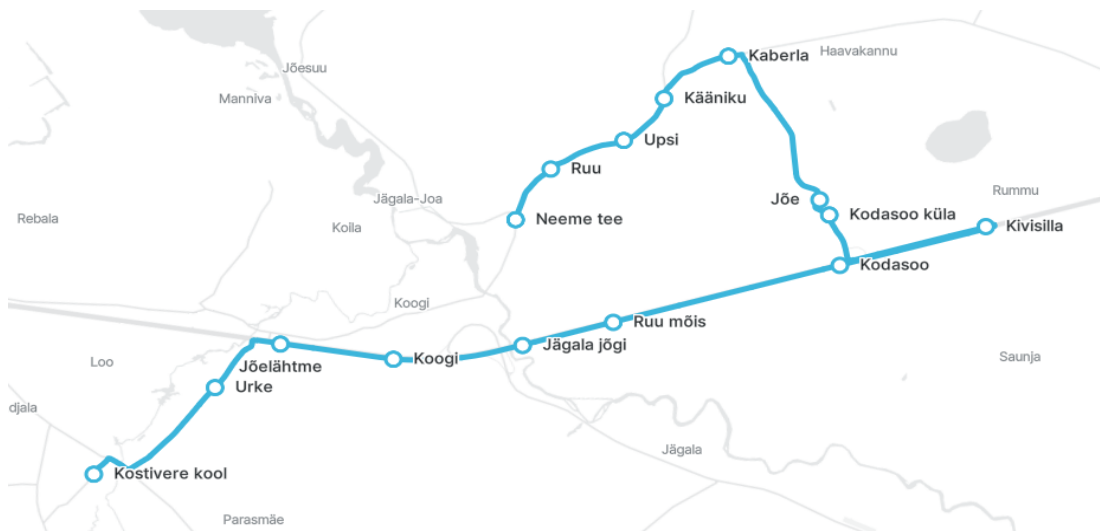 Kaberla
Haavakannu
Jõesuu
Manniva
Kääniku
Upsi
Ruu
Jõe
Rummu
Jägala-Joa
Rebala
Koila
Neeme tee
Kodasoo küla
Kivisilla
Kodasoo
Koogi
Ruu mõis
Jägala jõgi
Koogi
Jõelähtme
Loo
Saunja
Urke
djala
Jägala
Kostivere kool
Parasmäe